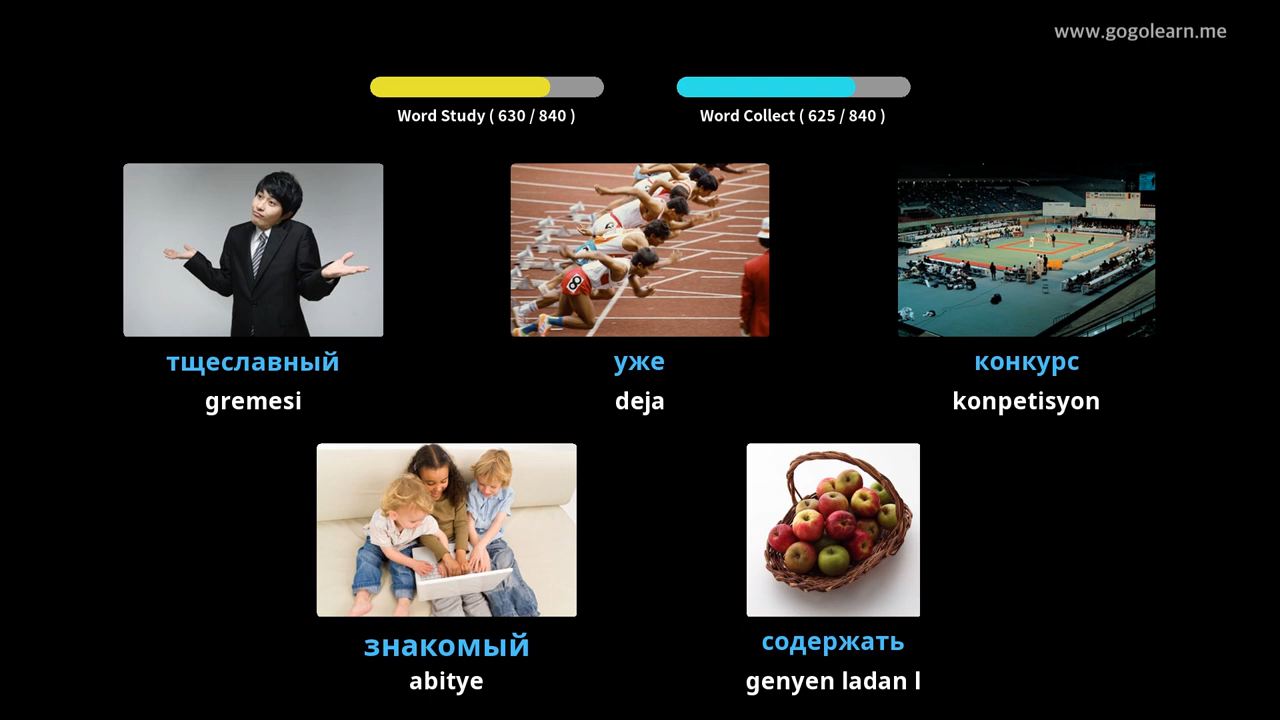 www.gogolearn.me
Word Study ( 630 / 840 )
Word Collect ( 625 / 840 )
тщеславный
gremesi
уже
deja
конкурс
konpetisyon
знакомый
abitye
содержать
genyen ladan l
8